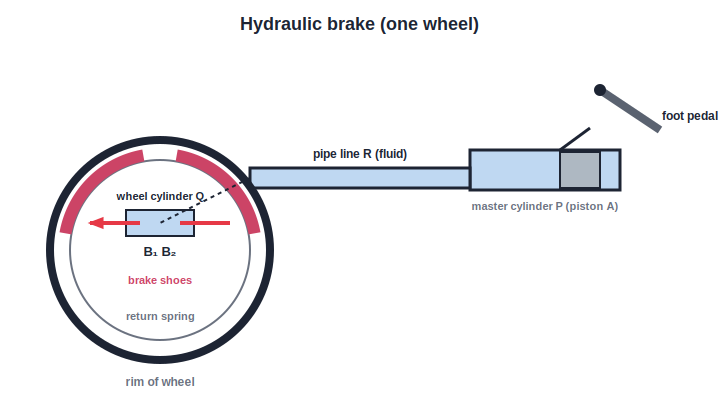 Hydraulic brake (one wheel)
foot pedal
pipe line R (fluid)
wheel cylinder Q
master cylinder P (piston A)
B₁ B₂
brake shoes
return spring
rim of wheel